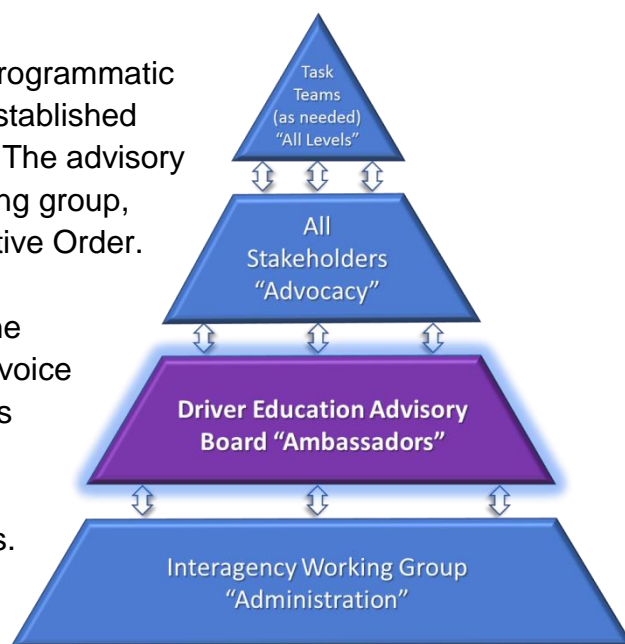 rogrammatic
stablished
The advisory
ng group,
tive Order.
ne
voice
s
s.
Task
Teams
(as needed)
“All Levels”
All
Stakeholders
“Advocacy”
Driver Education Advisory
Board “Ambassadors”
Interagency Working Group
“Administration”